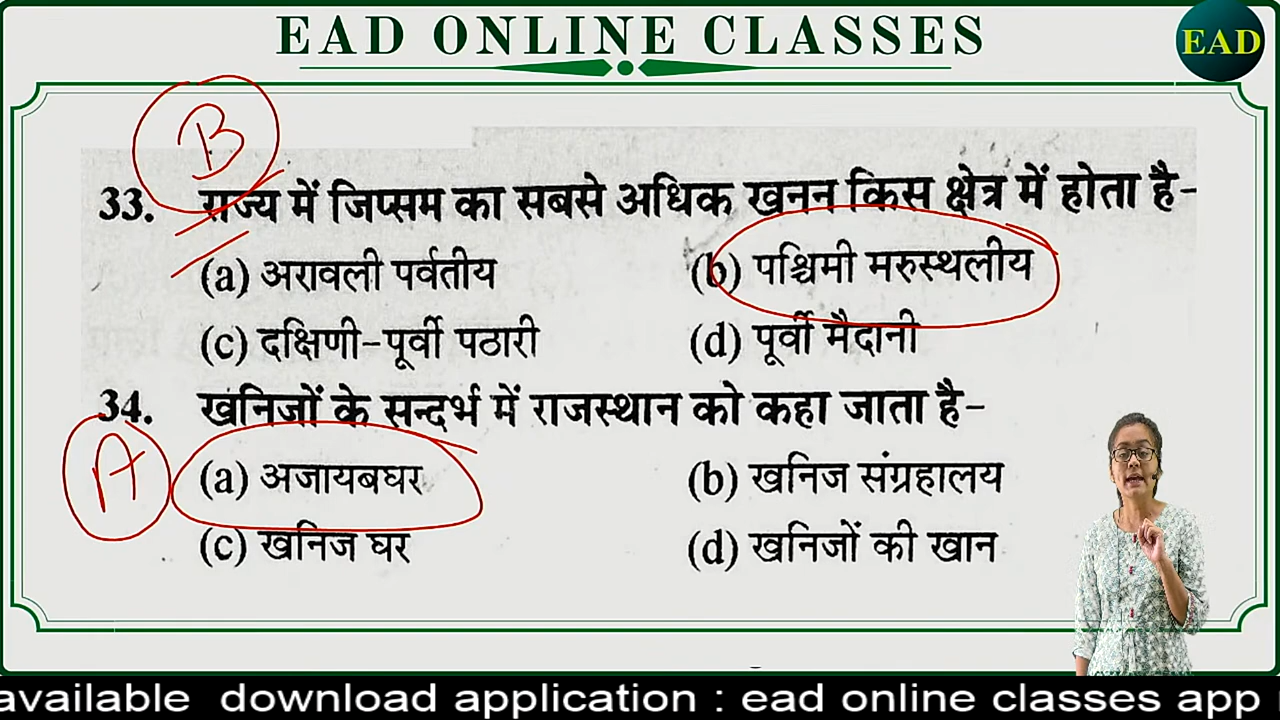 EAD ONLINE CLASSES
EAD
B
33. राज्य में जिप्सम का सबसे अधिक खनन किस क्षेत्र में होता है-
(a) अरावली पर्वतीय (b) पश्चिमी मरुस्थलीय
(c) दक्षिणी-पूर्वी पठारी (d) पूर्वी मैदानी
34. खनिजों के सन्दर्भ में राजस्थान को कहा जाता है-
A
(a) अजायबघर (b) खनिज संग्रहालय
(c) खनिज घर (d) खनिजों की खान
available download application : ead online classes app